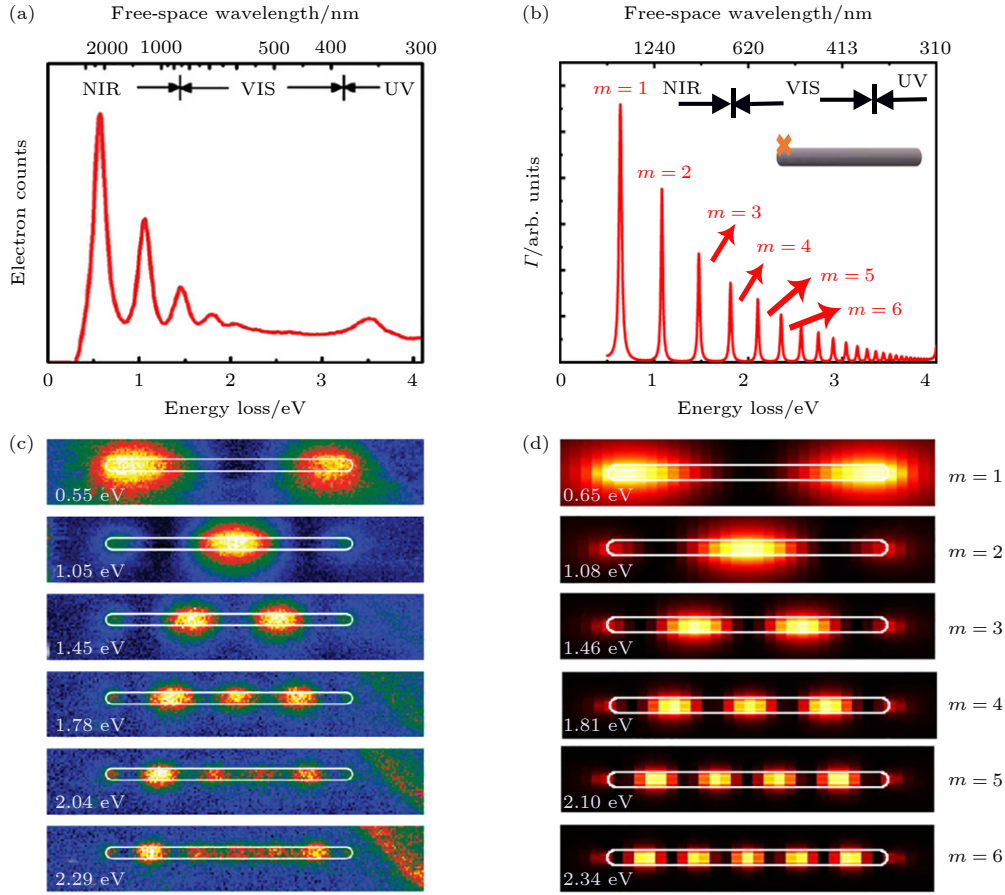 (a)
Free-space wavelength/nm
2000 1000 500 400 300
NIR VIS UV
Electron counts
0 1 2 3 4
Energy loss/eV
(b)
Free-space wavelength/nm
1240 620 413 310
NIR VIS UV
m = 1
m = 2
m = 3
m = 4
m = 5
m = 6
Γ/arb. units
0 1 2 3 4
Energy loss/eV
(c)
0.55 eV
1.05 eV
1.45 eV
1.78 eV
2.04 eV
2.29 eV
(d)
0.65 eV m = 1
1.08 eV m = 2
1.46 eV m = 3
1.81 eV m = 4
2.10 eV m = 5
2.34 eV m = 6